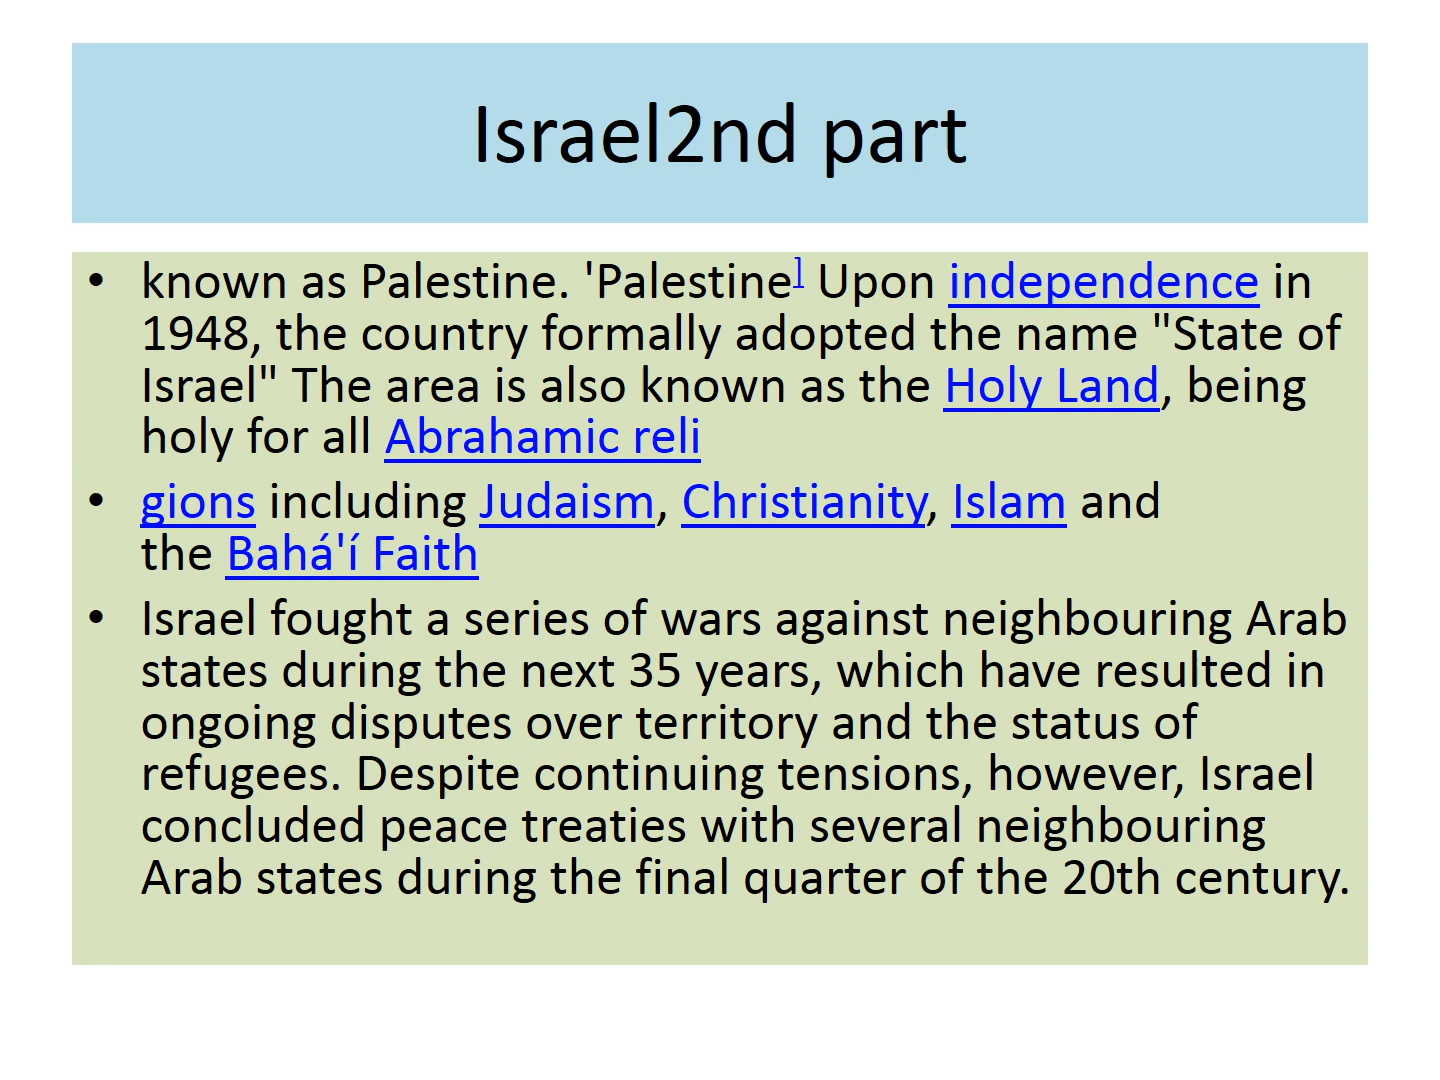 Israel2nd part
• known as Palestine. 'Palestine] Upon independence in
1948, the country formally adopted the name "State of
Israel" The area is also known as the Holy Land, being
holy for all Abrahamic reli
• gions including Judaism, Christianity, Islam and
the Bahá'í Faith
• Israel fought a series of wars against neighbouring Arab
states during the next 35 years, which have resulted in
ongoing disputes over territory and the status of
refugees. Despite continuing tensions, however, Israel
concluded peace treaties with several neighbouring
Arab states during the final quarter of the 20th century.